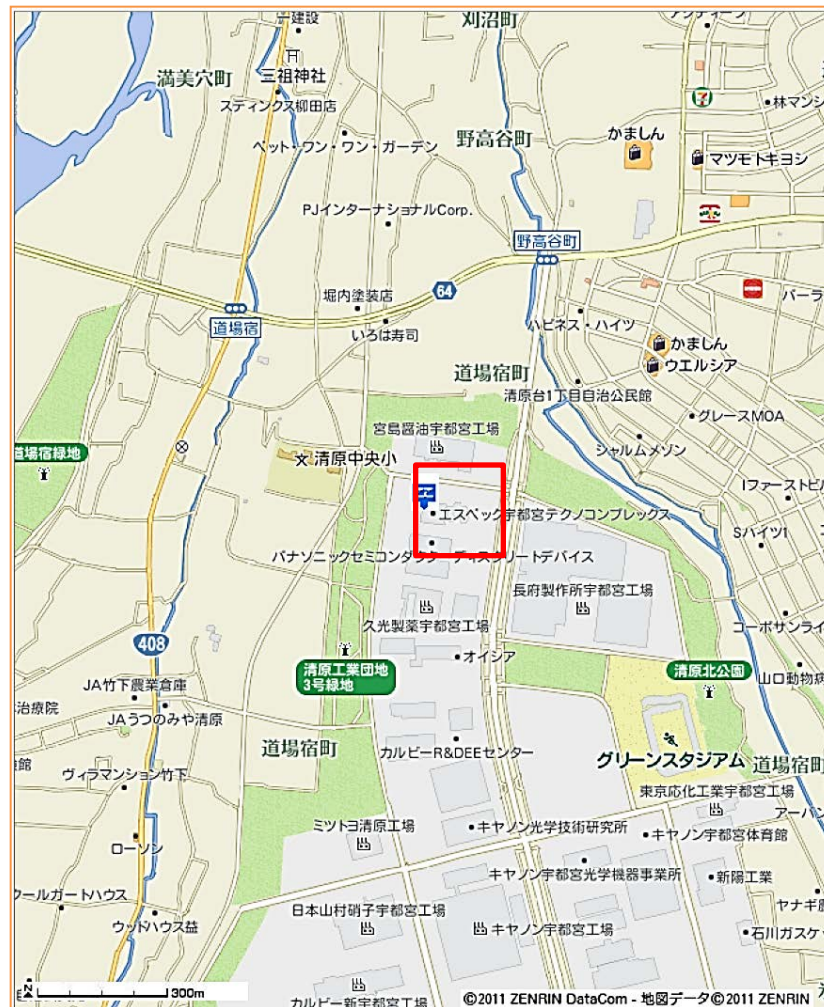 一建設
刈沼町
アクティブ
満美穴町
三祖神社
スティンクス柳田店
林マンシ
野高谷町
かましん
ペット・ワン・ワン・ガーデン
マツモトキヨシ
PJインターナショナルCorp.
野高谷町
64
堀内塗装店
道場宿
いろは寿司
ハピネス・ハイツ
パーラ
かましん
ウエルシア
道場宿町
清原台1丁目自治公民館
グレースMOA
宮島醤油宇都宮工場
シャルムメゾン
道場宿緑地
清原中央小
Iファーストビル
エスペック宇都宮テクノコンプレックス
Sハイツ1
パナソニックセミコンダクターディスクリートデバイス
長府製作所宇都宮工場
久光製薬宇都宮工場
コーポサンライ
408
オイシア
清原工業団地
3号緑地
清原北公園
山口動物病
JA竹下農業倉庫
治療院
JAうつのみや清原
道場宿町
カルビーR&DEEセンター
グリーンスタジアム
道場宿町
館
ヴィラマンション竹下
東京応化工業宇都宮工場
ミツトヨ清原工場
キヤノン光学技術研究所
キヤノン宇都宮体育館
アーバン
ローソン
キヤノン宇都宮光学機器事業所
新陽工業
クールガートハウス
ヤナギ
日本山村硝子宇都宮工場
ウッドハウス益
キヤノン宇都宮工場
石川ガスケッ
300m
カルビー新宇都宮工場
©2011 ZENRIN DataCom - 地図データ©2011 ZENRIN